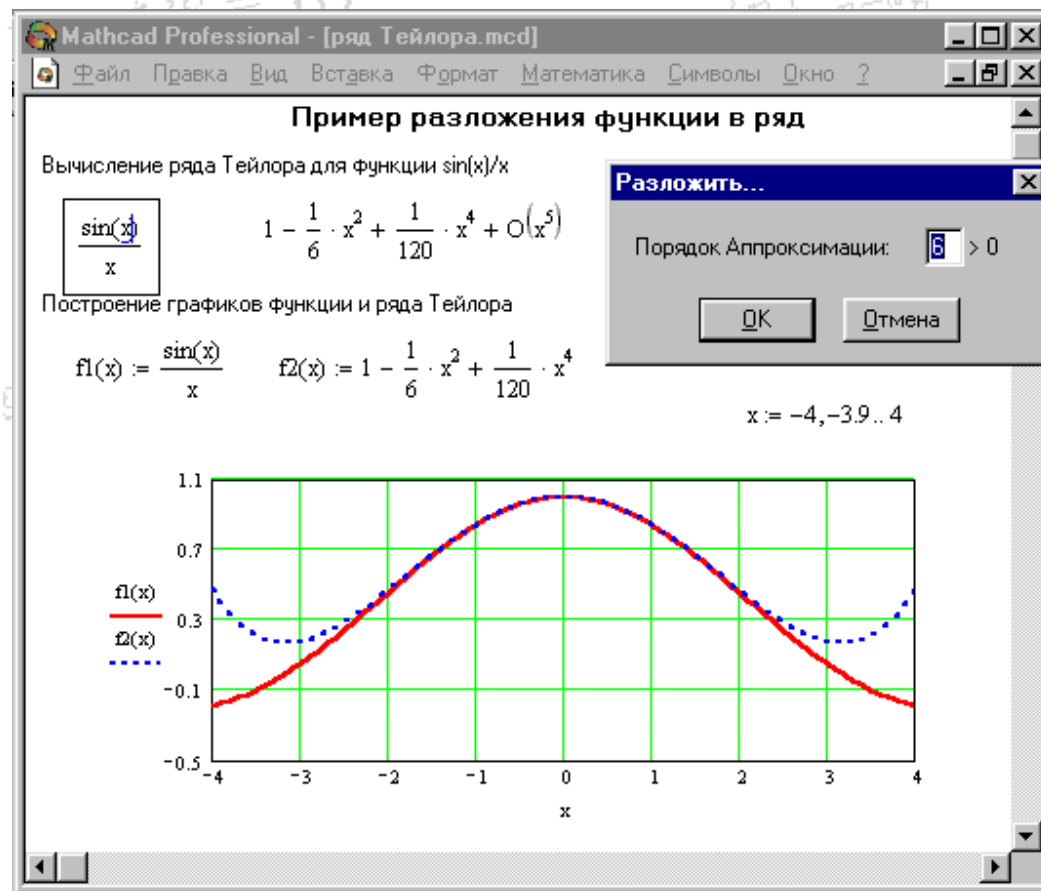 Mathcad Professional - [ряд Тейлора.mcd]
Файл Правка Вид Вставка Формат Математика Символы Окно ?
Пример разложения функции в ряд
Вычисление ряда Тейлора для функции sin(x)/x
sin(x)/x
1 - 1/6 · x^2 + 1/120 · x^4 + O(x^5)
Разложить...
Порядок Аппроксимации: 6 > 0
OK Отмена
Построение графиков функции и ряда Тейлора
f1(x) := sin(x)/x
f2(x) := 1 - 1/6 · x^2 + 1/120 · x^4
x := -4,-3.9.. 4
1.1
0.7
0.3
-0.1
-0.5
f1(x)
f2(x)
-4 -3 -2 -1 0 1 2 3 4
x